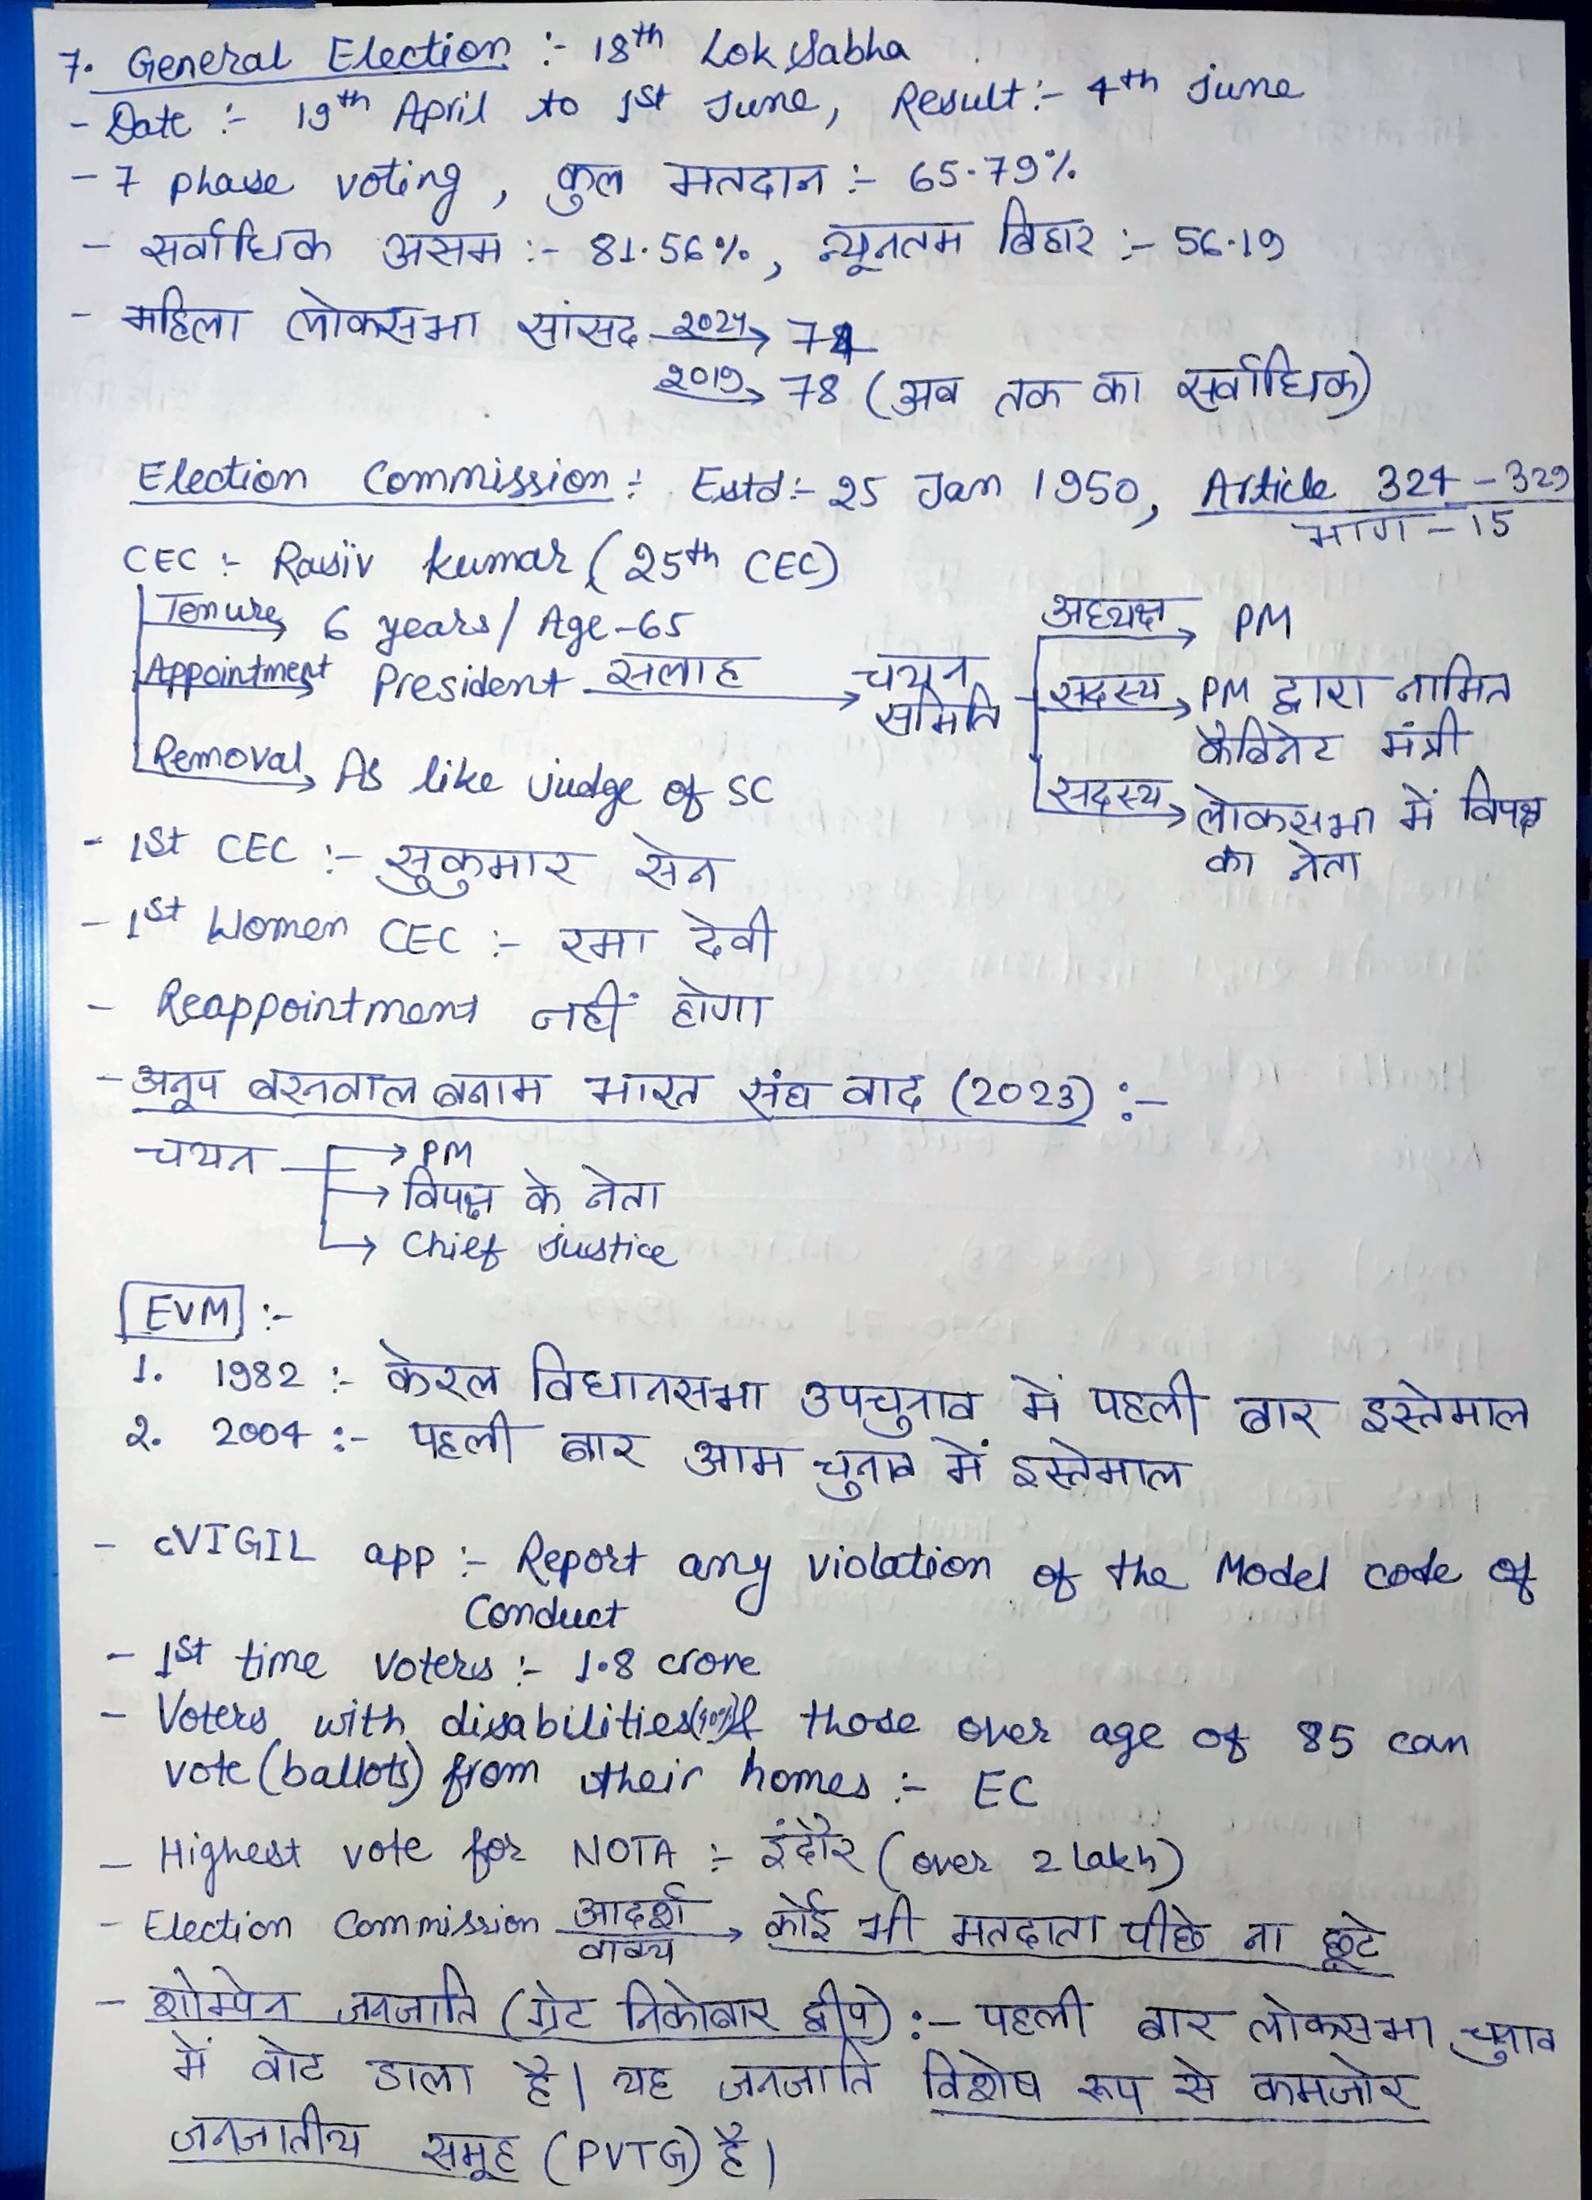 7. General Election :- 18th Lok Sabha
- Date :- 19th April to 1st June, Result :- 4th June
- 7 phase voting, कुल मतदान :- 65.79%
- सर्वाधिक असम :- 81.56%, न्यूनतम बिहार :- 56.19
- महिला लोकसभा सांसद 2024 → 74
2019 → 78 (अब तक का सर्वाधिक)
Election Commission :- Estd :- 25 Jan 1950, Article 324 - 329
भाग - 15
CEC :- Rajiv Kumar (25th CEC)
Tenure → 6 years / Age - 65
Appointment → President सलाह → चयन समिति
अध्यक्ष → PM
सदस्य → PM द्वारा नामित
कैबिनेट मंत्री
सदस्य → लोकसभा में विपक्ष
का नेता
Removal → As like judge of SC
- 1st CEC :- सुकुमार सेन
- 1st Women CEC :- रमा देवी
- Reappointment नहीं होगा
- अनूप बरनवाल बनाम भारत संघ वाद (2023) :-
चयन → PM
→ विपक्ष के नेता
→ Chief Justice
EVM :-
1. 1982 :- केरल विधानसभा उपचुनाव में पहली बार इस्तेमाल
2. 2004 :- पहली बार आम चुनाव में इस्तेमाल
- cVIGIL app :- Report any violation of the Model code of
Conduct
- 1st time voters :- 1.8 crore
- Voters with disabilities (40%) & those over age of 85 can
vote (ballots) from their homes :- EC
- Highest vote for NOTA :- इंदौर (over 2 lakh)
- Election Commission आदर्श वाक्य → कोई भी मतदाता पीछे ना छूटे
- शोम्पेन जनजाति (ग्रेट निकोबार द्वीप) :- पहली बार लोकसभा चुनाव
में वोट डाला है। यह जनजाति विशेष रूप से कमजोर
जनजातीय समूह (PVTG) है।